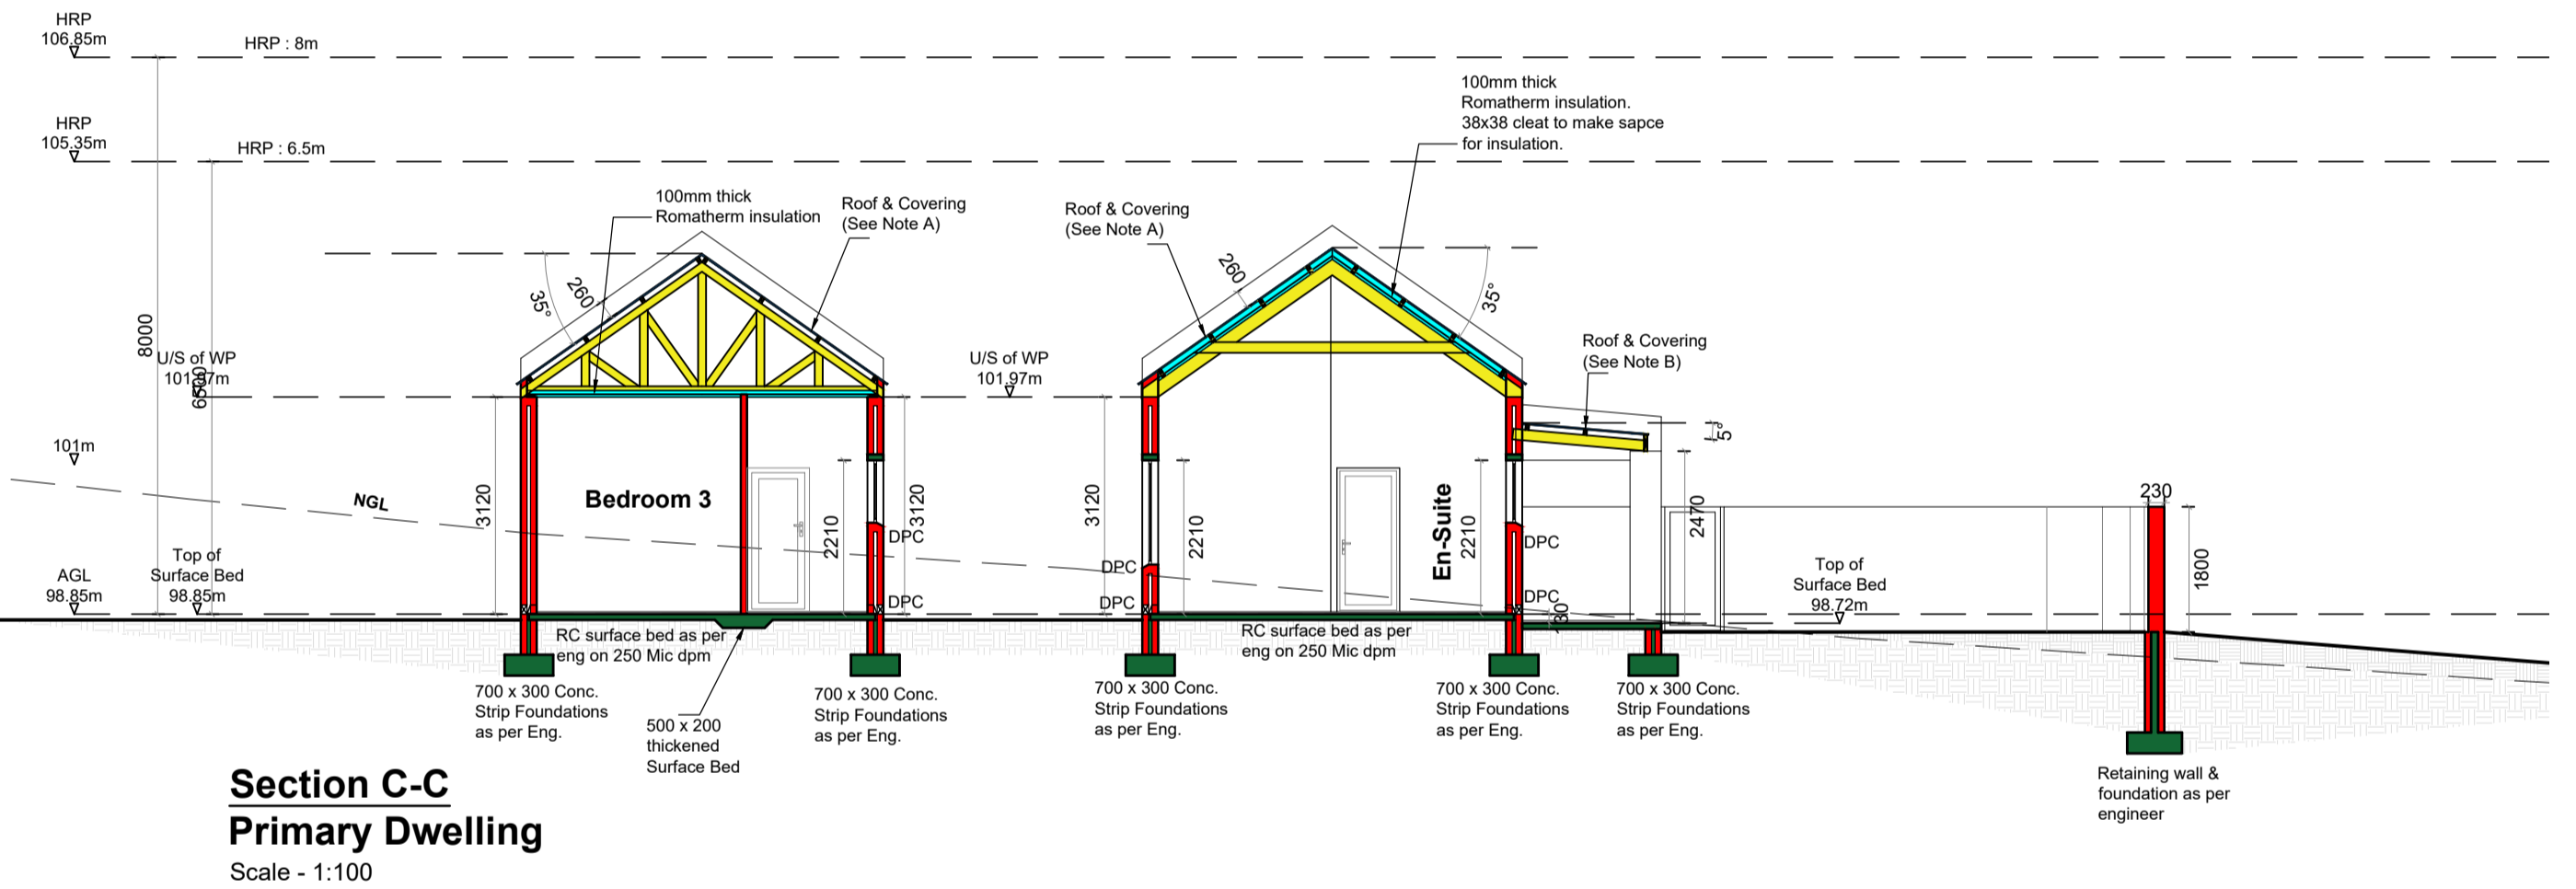 HRP
106.85m
HRP : 8m
HRP
105.35m
HRP : 6.5m
100mm thick
Romatherm insulation.
38x38 cleat to make sapce
for insulation.
100mm thick
Romatherm insulation
Roof & Covering
(See Note A)
Roof & Covering
(See Note A)
260
35°
260
35°
8000
6500
U/S of WP
101.97m
U/S of WP
101.97m
Roof & Covering
(See Note B)
5°
101m
NGL
3120
Bedroom 3
2210
3120
DPC
DPC
3120
2210
DPC
DPC
En-Suite
2210
DPC
DPC
2470
230
1800
AGL
98.85m
Top of
Surface Bed
98.85m
Top of
Surface Bed
98.72m
RC surface bed as per
eng on 250 Mic dpm
RC surface bed as per
eng on 250 Mic dpm
700 x 300 Conc.
Strip Foundations
as per Eng.
500 x 200
thickened
Surface Bed
700 x 300 Conc.
Strip Foundations
as per Eng.
700 x 300 Conc.
Strip Foundations
as per Eng.
700 x 300 Conc.
Strip Foundations
as per Eng.
700 x 300 Conc.
Strip Foundations
as per Eng.
Retaining wall &
foundation as per
engineer
Section C-C
Primary Dwelling
Scale - 1:100